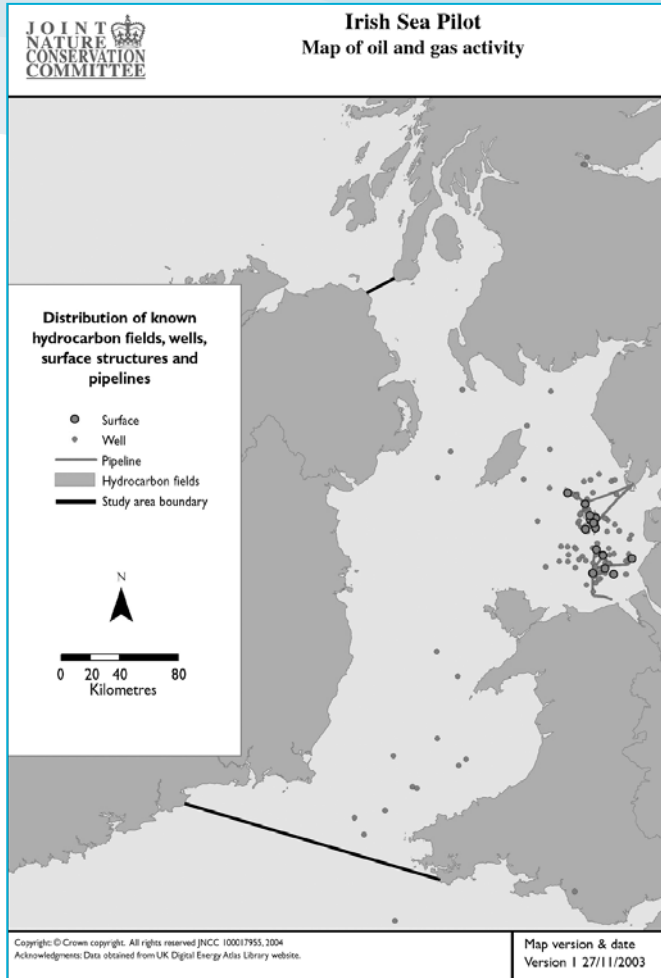 JOINT
NATURE
CONSERVATION
COMMITTEE
Irish Sea Pilot
Map of oil and gas activity
Distribution of known
hydrocarbon fields, wells,
surface structures and
pipelines
Surface
Well
Pipeline
Hydrocarbon fields
Study area boundary
N
0 20 40 80
Kilometres
Copyright: © Crown copyright. All rights reserved JNCC 100017955, 2004
Acknowledgments: Data obtained from UK Digital Energy Atlas Library website.
Map version & date
Version 1 27/11/2003